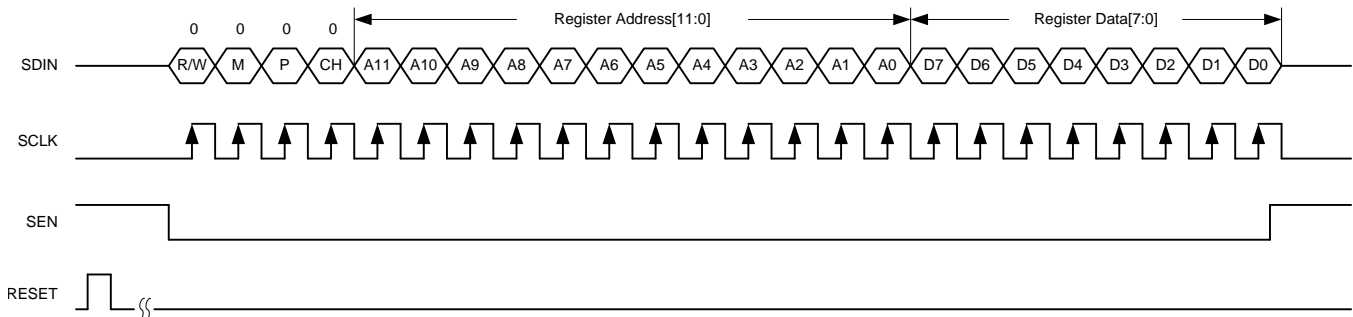 Register Address[11:0] Register Data[7:0]
0 0 0 0
SDIN R/W M P CH A11 A10 A9 A8 A7 A6 A5 A4 A3 A2 A1 A0 D7 D6 D5 D4 D3 D2 D1 D0
SCLK
SEN
RESET